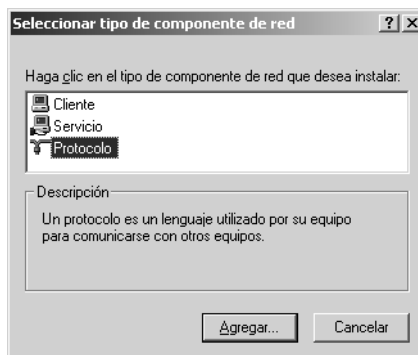 Seleccionar tipo de componente de red
Haga clic en el tipo de componente de red que desea instalar:
Cliente
Servicio
Protocolo
Descripción
Un protocolo es un lenguaje utilizado por su equipo
para comunicarse con otros equipos.
Agregar... Cancelar